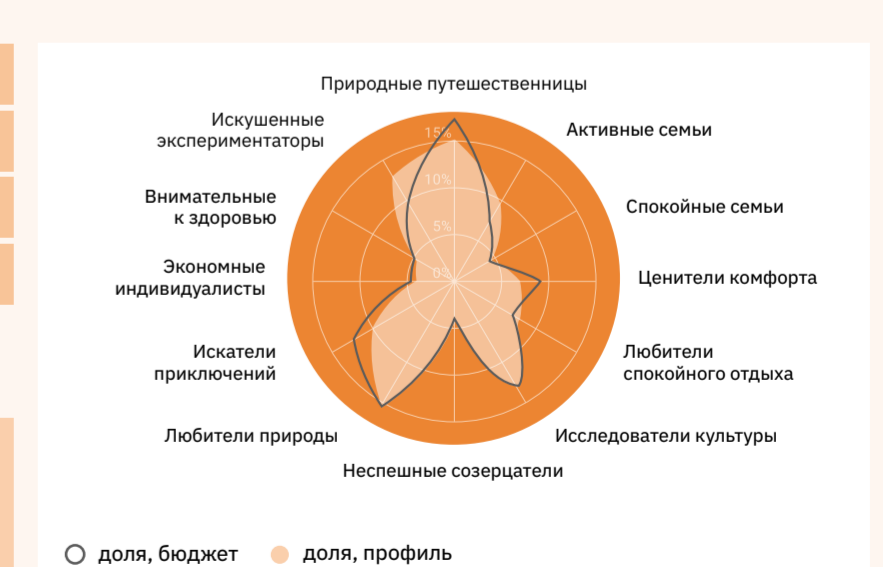 Природные путешественницы
Искушенные
экспериментаторы
Активные семьи
15%
10%
5%
0%
Внимательные
к здоровью
Спокойные семьи
Экономные
индивидуалисты
Ценители комфорта
Искатели
приключений
Любители
спокойного отдыха
Любители природы
Исследователи культуры
Неспешные созерцатели
доля, бюджет
доля, профиль